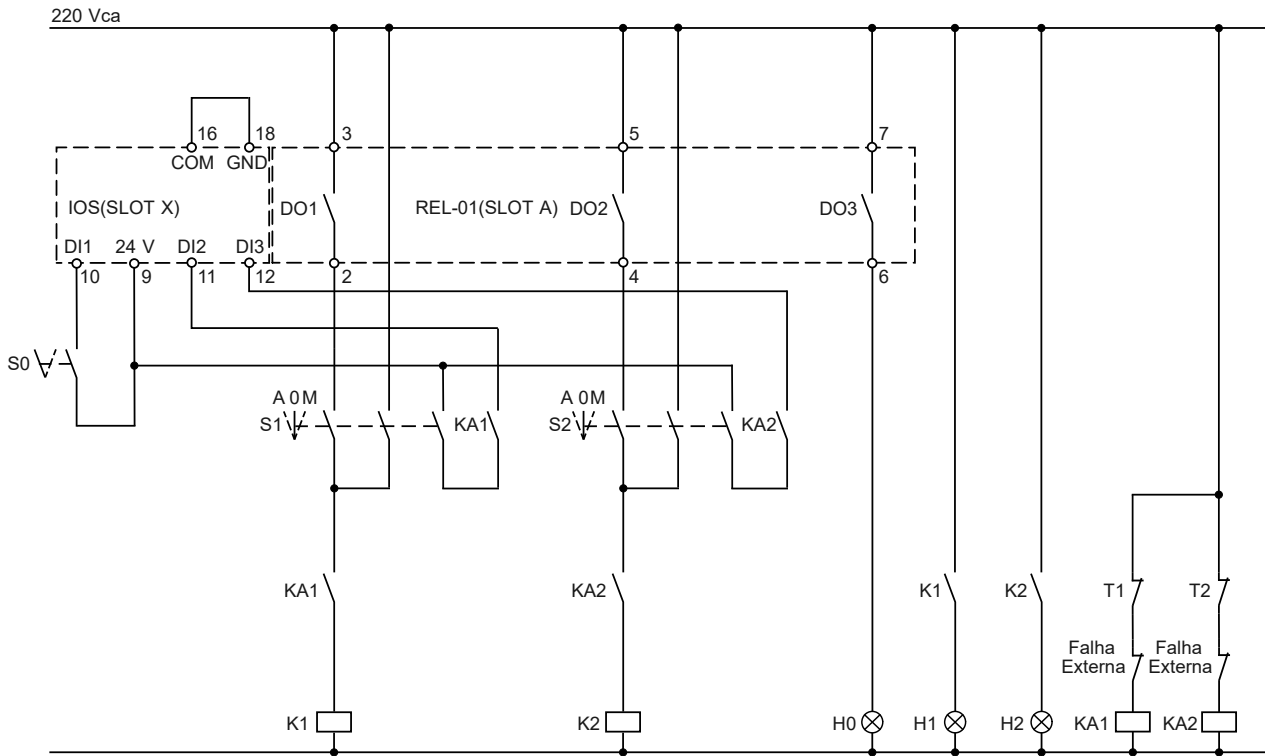 220 Vca
16 18 3 5 7
COM GND
IOS(SLOT X) DO1 REL-01(SLOT A) DO2 DO3
DI1 24 V DI2 DI3
10 9 11 12 2 4 6
S0
A 0 M A 0 M
S1 KA1 S2 KA2
KA1 KA2 K1 K2 T1 T2
Falha Falha
Externa Externa
K1 K2 H0 H1 H2 KA1 KA2